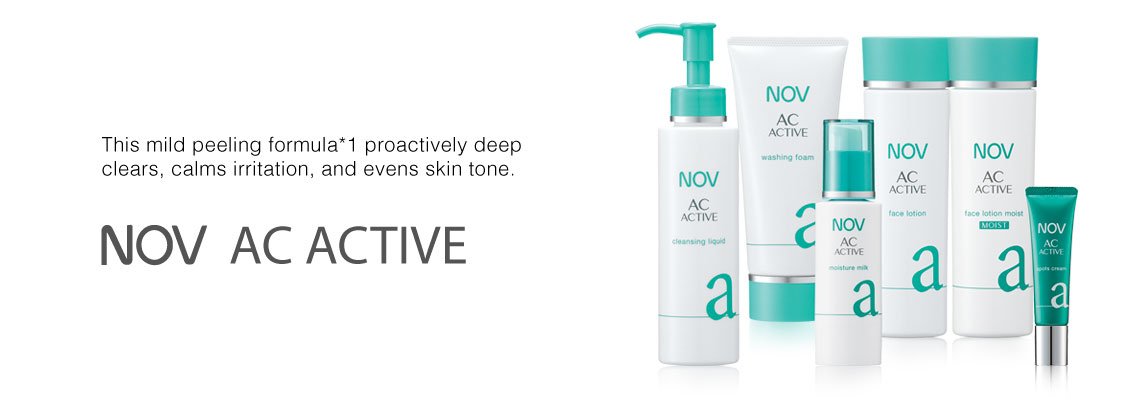 This mild peeling formula*1 proactively deep
clears, calms irritation, and evens skin tone.
NOV AC ACTIVE
NOV
AC
ACTIVE
cleansing liquid
a
NOV
AC
ACTIVE
washing foam
a
NOV
AC
ACTIVE
moisture milk
a
NOV
AC
ACTIVE
face lotion
a
NOV
AC
ACTIVE
face lotion moist
MOIST
a
NOV
AC
ACTIVE
spots cream
a